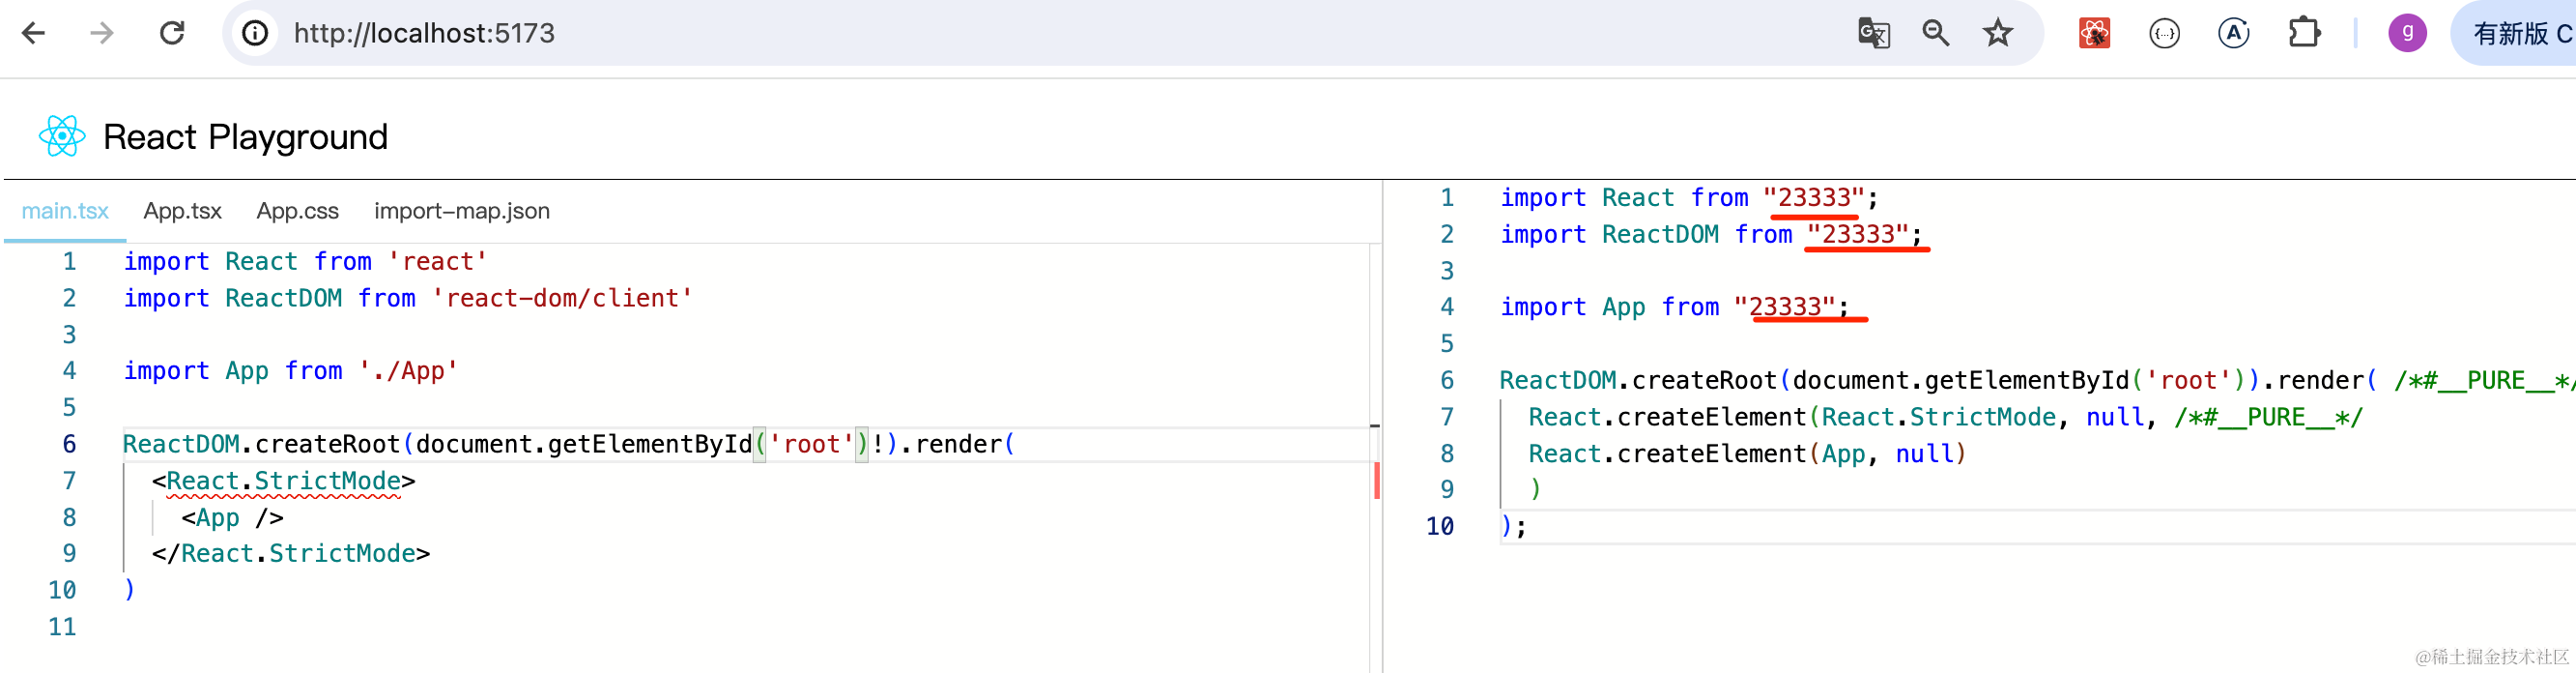 http://localhost:5173
g
有新版 C
React Playground
main.tsx App.tsx App.css import-map.json
1 import React from 'react'
2 import ReactDOM from 'react-dom/client'
3
4 import App from './App'
5
6 ReactDOM.createRoot(document.getElementById('root')!).render(
7 <React.StrictMode>
8 <App />
9 </React.StrictMode>
10 )
11
1 import React from "23333";
2 import ReactDOM from "23333";
3
4 import App from "23333";
5
6 ReactDOM.createRoot(document.getElementById('root')).render( /*#__PURE__*/
7 React.createElement(React.StrictMode, null, /*#__PURE__*/
8 React.createElement(App, null)
9 )
10 );
@稀土掘金技术社区